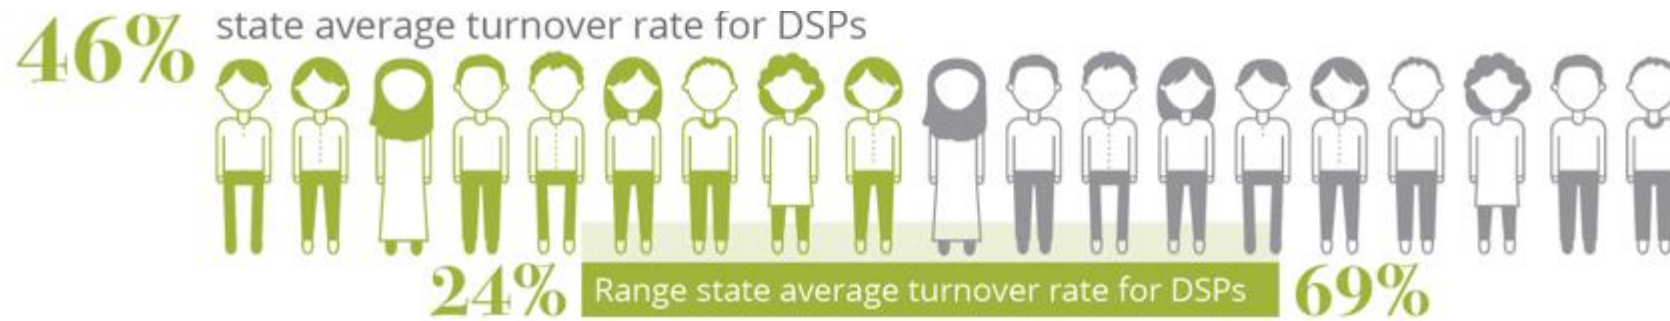 46% state average turnover rate for DSPs
24% Range state average turnover rate for DSPs 69%